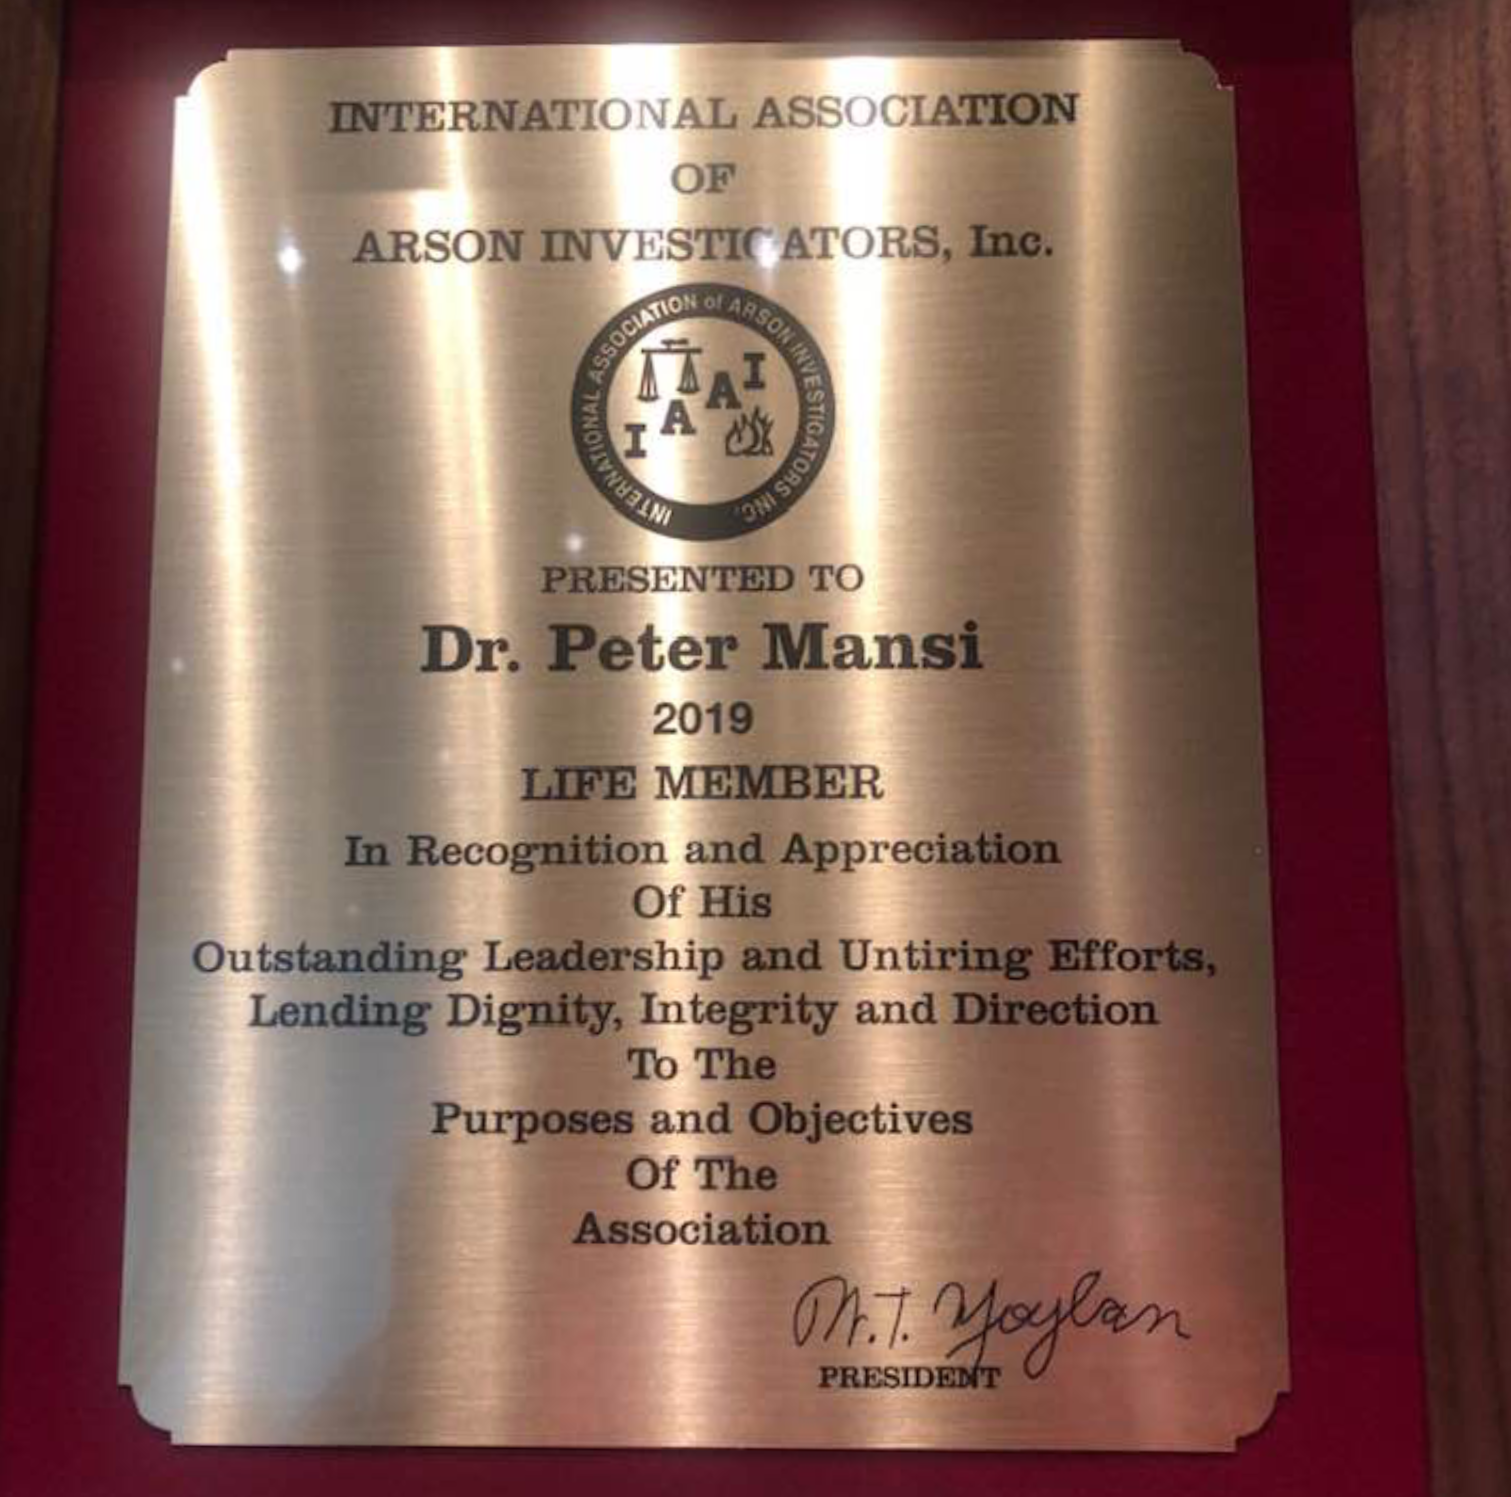 INTERNATIONAL ASSOCIATION
OF
ARSON INVESTIGATORS, Inc.
INTERNATIONAL ASSOCIATION of ARSON INVESTIGATORS INC.
I A A I
PRESENTED TO
Dr. Peter Mansi
2019
LIFE MEMBER
In Recognition and Appreciation
Of His
Outstanding Leadership and Untiring Efforts,
Lending Dignity, Integrity and Direction
To The
Purposes and Objectives
Of The
Association
PRESIDENT